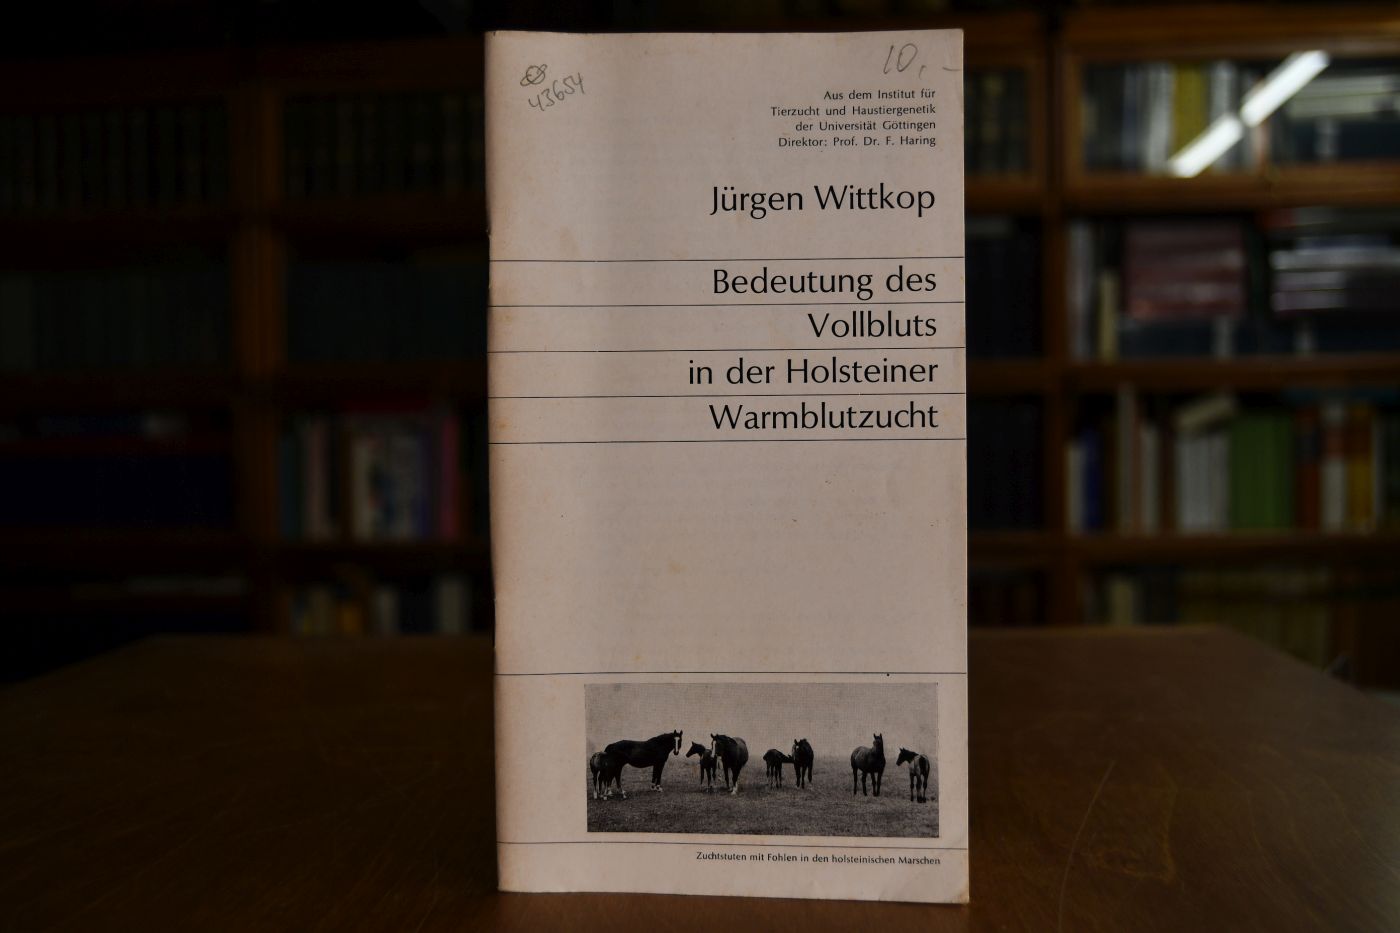 43654
10,-
Aus dem Institut für
Tierzucht und Haustiergenetik
der Universität Göttingen
Direktor: Prof. Dr. F. Haring
Jürgen Wittkop
Bedeutung des
Vollbluts
in der Holsteiner
Warmblutzucht
Zuchtstuten mit Fohlen in den holsteinischen Marschen